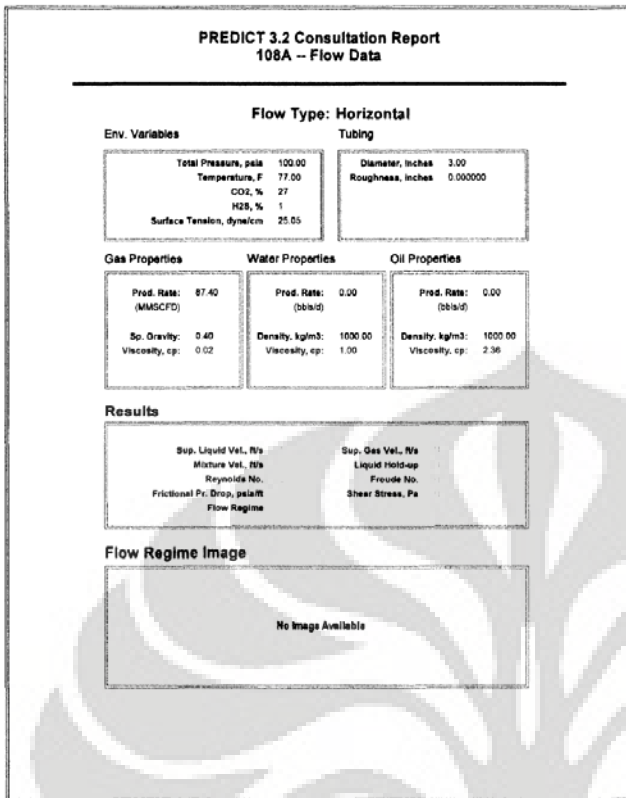 PREDICT 3.2 Consultation Report
108A -- Flow Data
Flow Type: Horizontal
Env. Variables Tubing
Total Pressure, psia 100.00 Diameter, inches 3.00
Temperature, F 77.00 Roughness, inches 0.000000
CO2, % 27
H2S, % 1
Surface Tension, dyne/cm 25.05
Gas Properties Water Properties Oil Properties
Prod. Rate: 87.40 Prod. Rate: 0.00 Prod. Rate: 0.00
(MMSCFD) (bbls/d) (bbls/d)
Sp. Gravity: 0.40 Density, kg/m3: 1000.00 Density, kg/m3: 1000.00
Viscosity, cp: 0.02 Viscosity, cp: 1.00 Viscosity, cp: 2.36
Results
Sup. Liquid Vel., ft/s Sup. Gas Vel., ft/s
Mixture Vel., ft/s Liquid Hold-up
Reynolds No. Froude No.
Frictional Pr. Drop, psia/ft Shear Stress, Pa
Flow Regime
Flow Regime Image
No Image Available